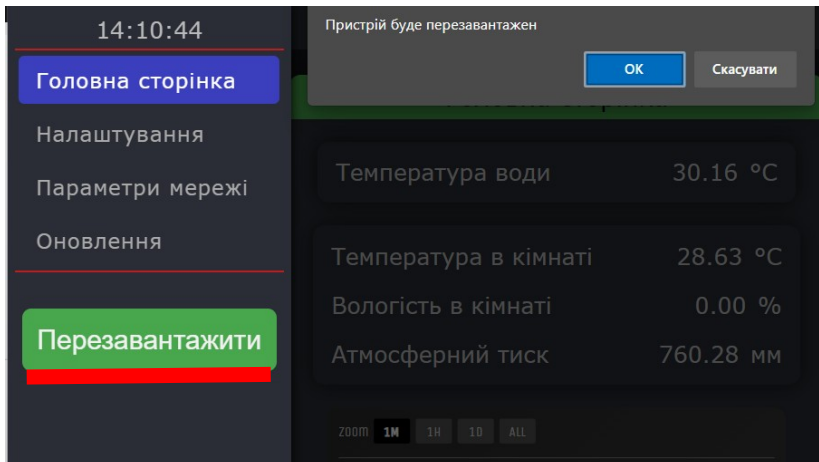 14:10:44
Головна сторінка
Налаштування
Параметри мережі
Оновлення
Перезавантажити
Пристрій буде перезавантажен
ОК
Скасувати
Температура води 30.16 °C
Температура в кімнаті 28.63 °C
Вологість в кімнаті 0.00 %
Атмосферний тиск 760.28 мм
ZOOM 1M 1H 1D ALL